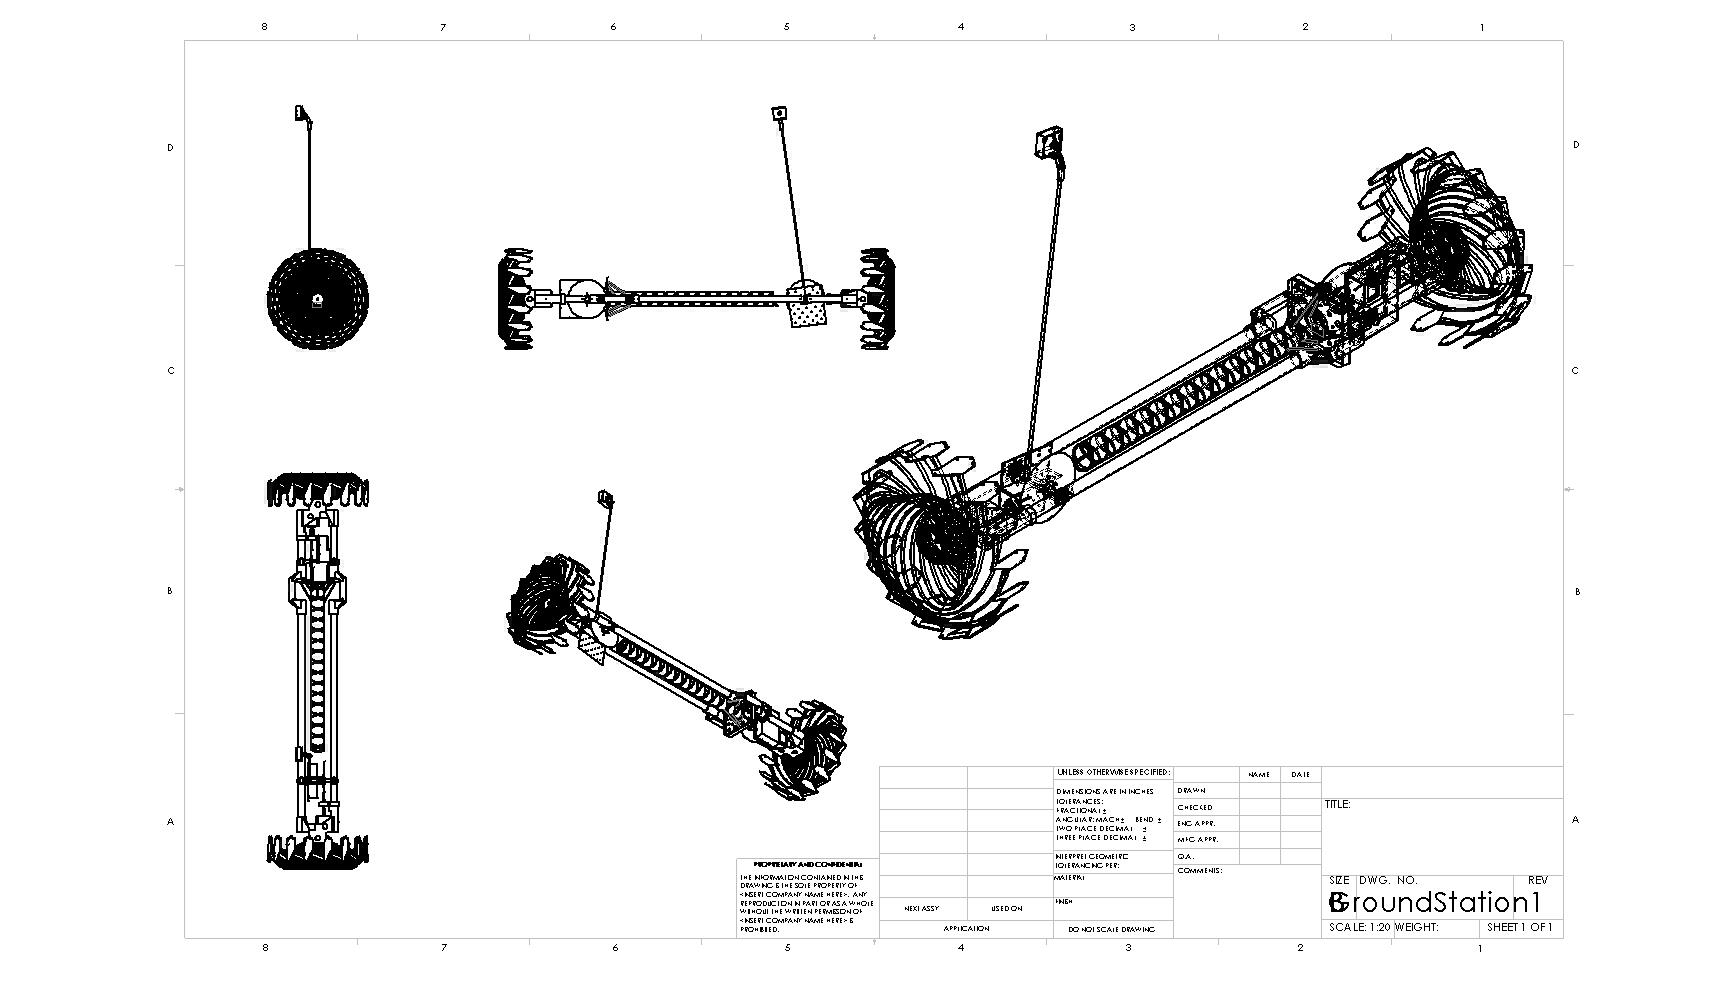 8 7 6 5 4 3 2 1
D D
C C
B B
A A
UNLESS OTHERWISE SPECIFIED:
NAME DATE
DIMENSIONS ARE IN INCHES
TOLERANCES:
FRACTIONAL ±
ANGULAR: MACH ± BEND ±
TWO PLACE DECIMAL ±
THREE PLACE DECIMAL ±
DRAWN
CHECKED
ENG APPR.
MFG APPR.
INTERPRET GEOMETRIC
TOLERANCING PER:
Q.A.
COMMENTS:
MATERIAL
FINISH
TITLE:
PROPRIETARY AND CONFIDENTIAL
THE INFORMATION CONTAINED IN THIS
DRAWING IS THE SOLE PROPERTY OF
<INSERT COMPANY NAME HERE>. ANY
REPRODUCTION IN PART OR AS A WHOLE
WITHOUT THE WRITTEN PERMISSION OF
<INSERT COMPANY NAME HERE> IS
PROHIBITED.
NEXT ASSY USED ON
APPLICATION
DO NOT SCALE DRAWING
SIZE DWG. NO. REV
B GroundStation1
SCALE: 1:20 WEIGHT: SHEET 1 OF 1
8 7 6 5 4 3 2 1